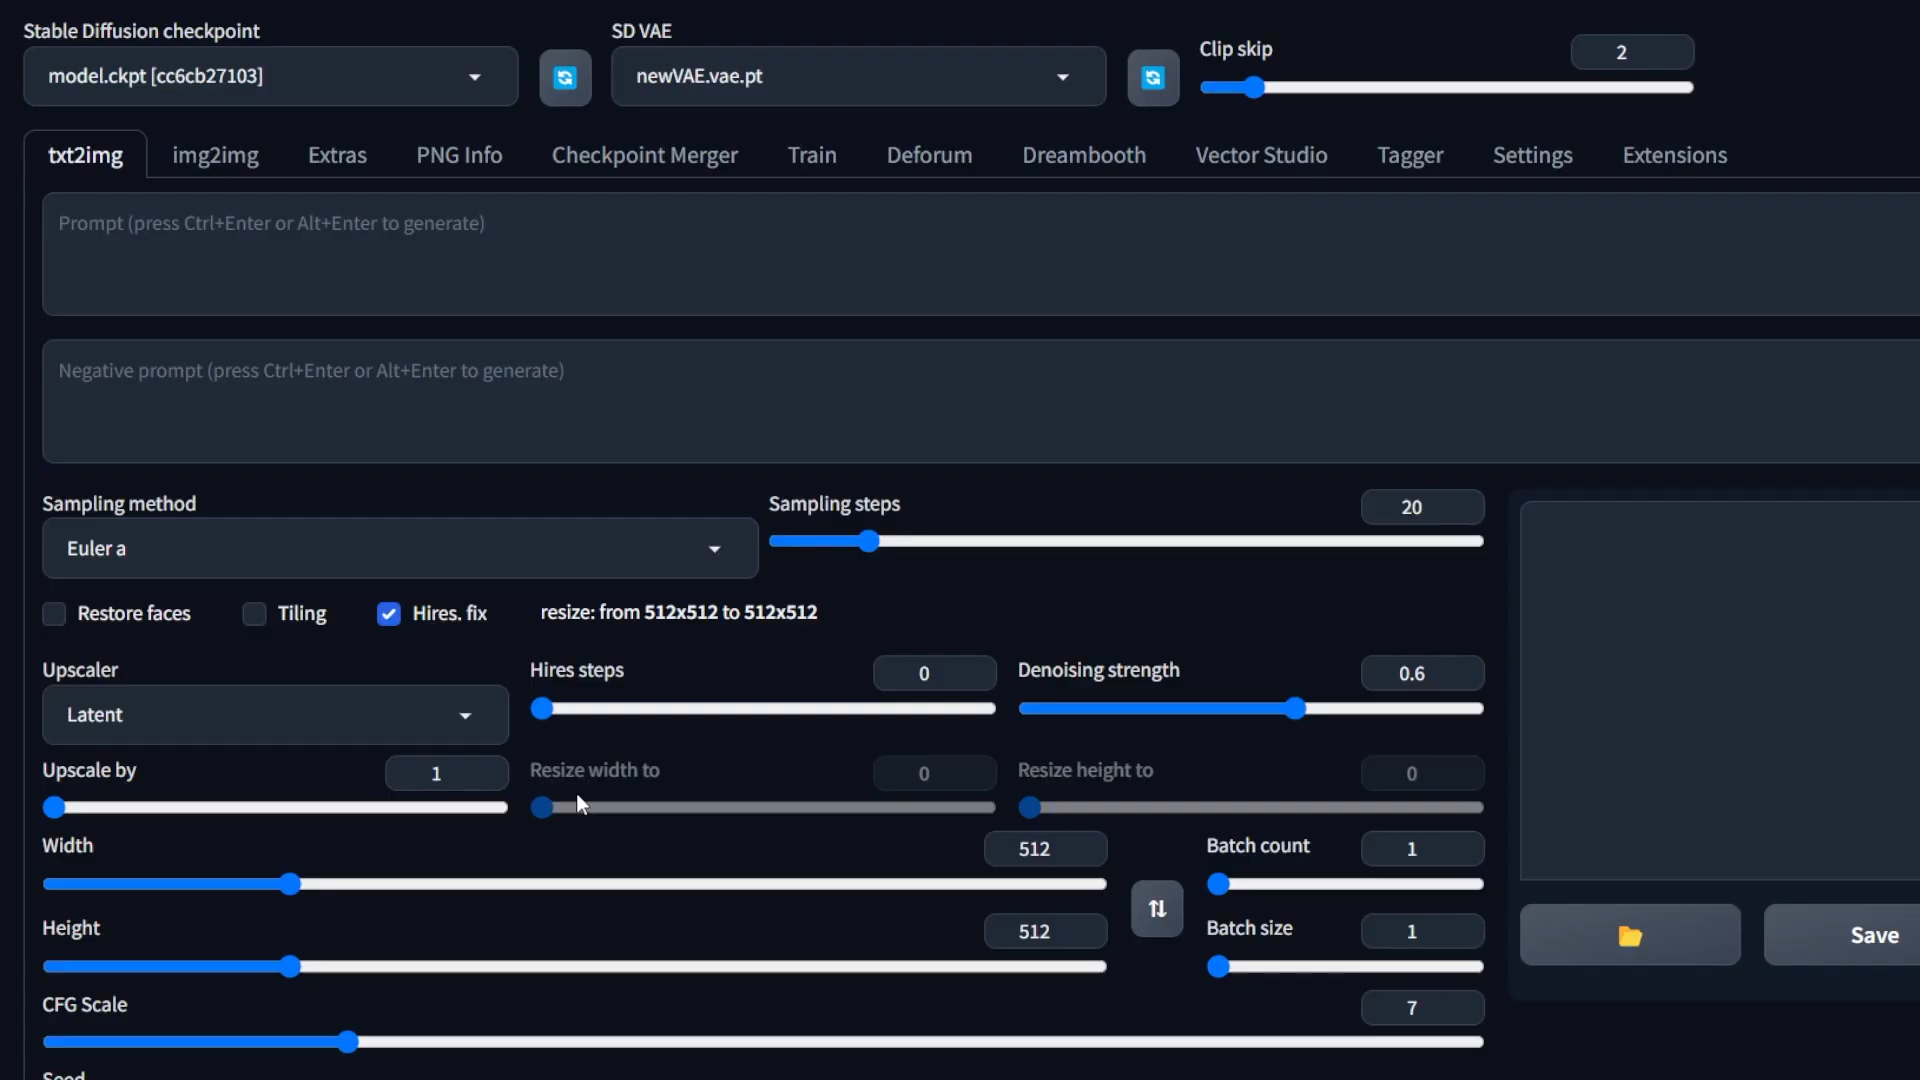 Stable Diffusion checkpoint
model.ckpt [cc6cb27103]
SD VAE
newVAE.vae.pt
Clip skip
2
txt2img
img2img
Extras
PNG Info
Checkpoint Merger
Train
Deforum
Dreambooth
Vector Studio
Tagger
Settings
Extensions
Prompt (press Ctrl+Enter or Alt+Enter to generate)
Negative prompt (press Ctrl+Enter or Alt+Enter to generate)
Sampling method
Euler a
Sampling steps
20
Restore faces
Tiling
Hires. fix
resize: from 512x512 to 512x512
Upscaler
Latent
Hires steps
0
Denoising strength
0.6
Upscale by
1
Resize width to
0
Resize height to
0
Width
512
Batch count
1
Height
512
Batch size
1
Save
CFG Scale
7
Seed